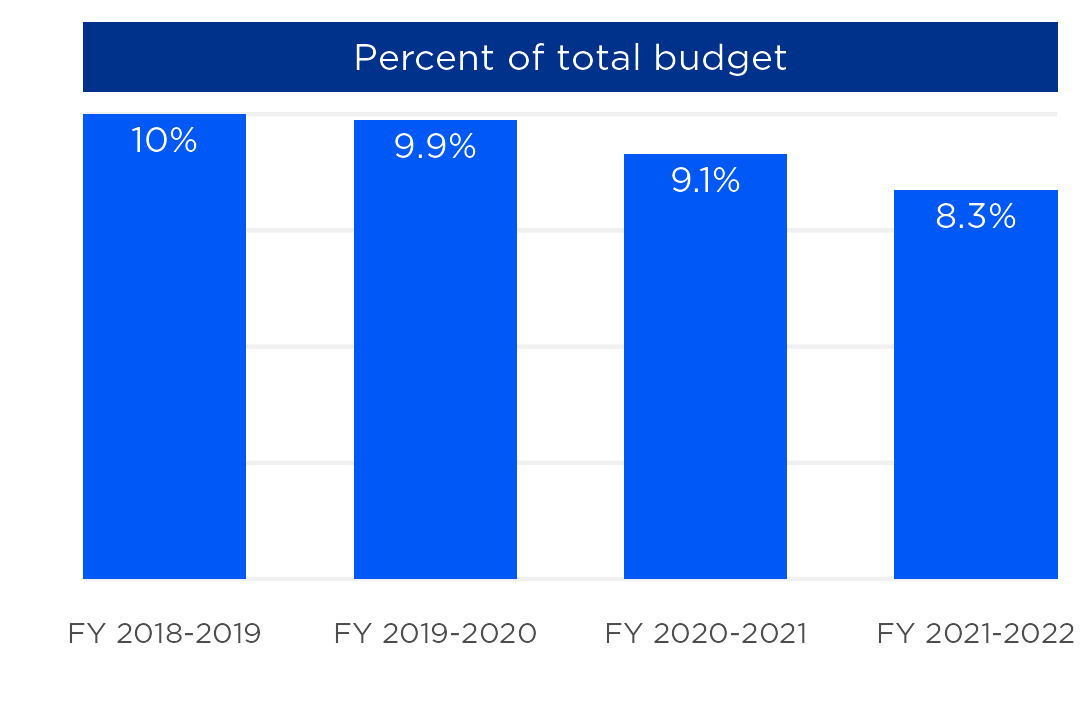 Percent of total budget
10%
9.9%
9.1%
8.3%
FY 2018-2019
FY 2019-2020
FY 2020-2021
FY 2021-2022